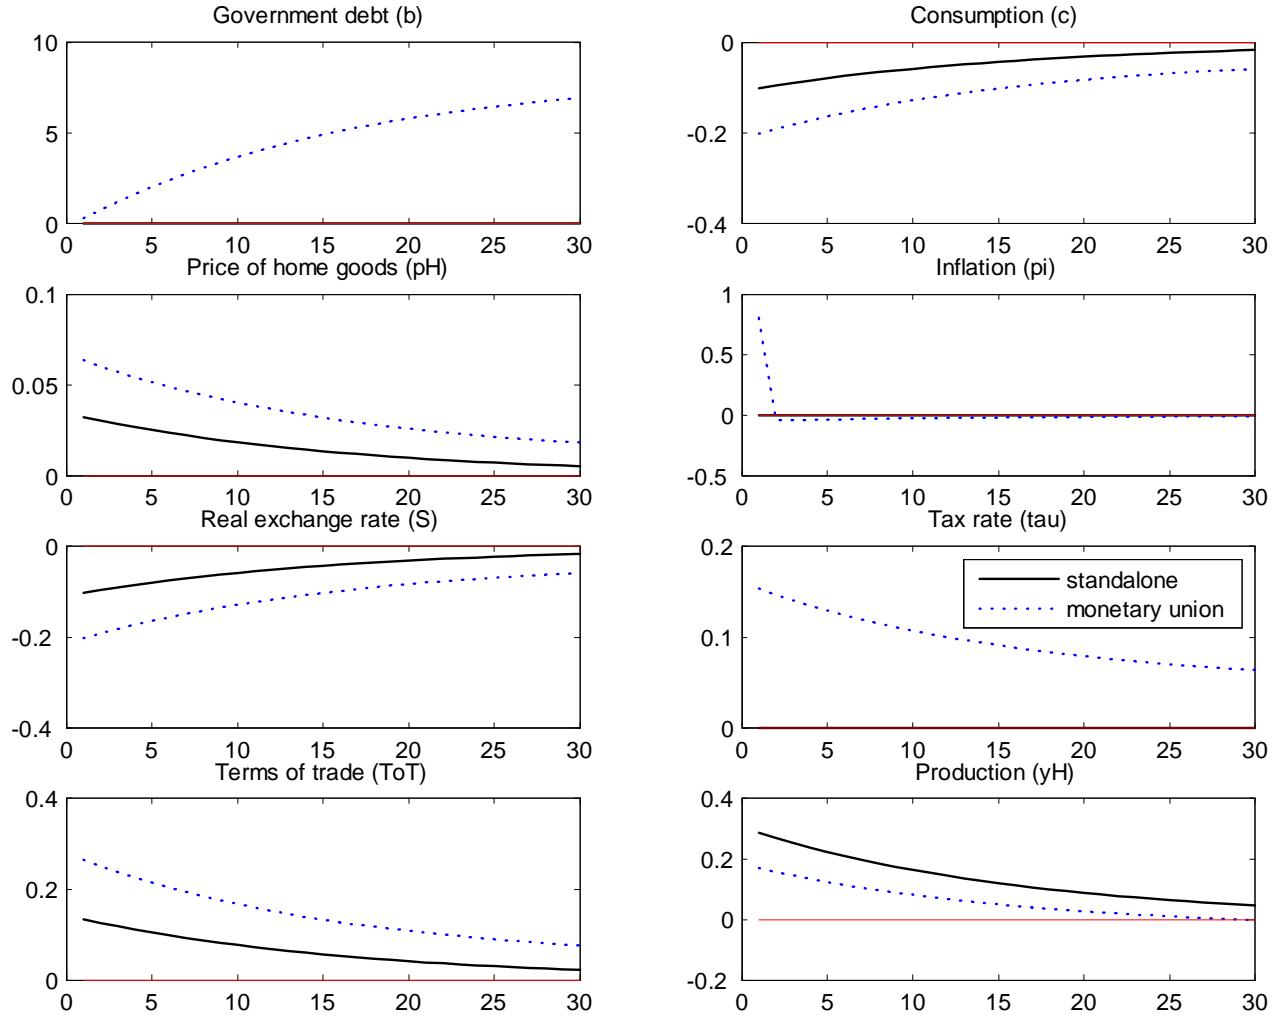 Government debt (b)
10
5
0
0 5 10 15 20 25 30
Consumption (c)
0
-0.2
-0.4
0 5 10 15 20 25 30
Price of home goods (pH)
0.1
0.05
0
0 5 10 15 20 25 30
Inflation (pi)
1
0.5
0
-0.5
0 5 10 15 20 25 30
Real exchange rate (S)
0
-0.2
-0.4
0 5 10 15 20 25 30
Tax rate (tau)
0.2
0.1
0
standalone
monetary union
0 5 10 15 20 25 30
Terms of trade (ToT)
0.4
0.2
0
0 5 10 15 20 25 30
Production (yH)
0.4
0.2
0
-0.2
0 5 10 15 20 25 30